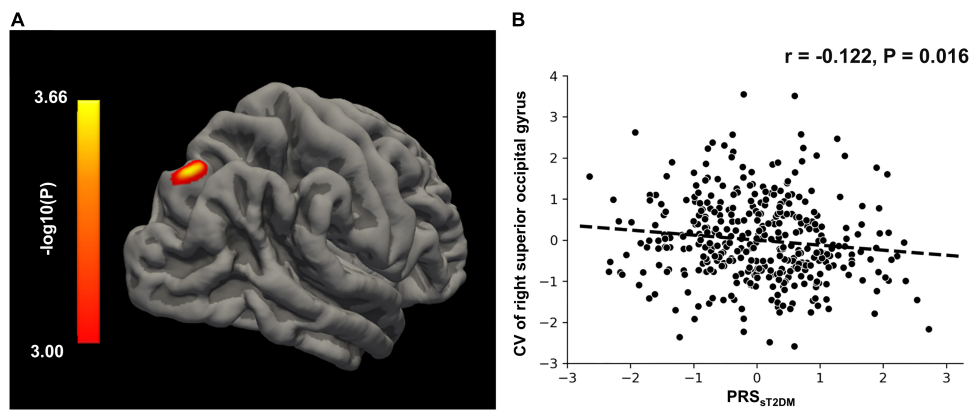 A
3.66
-log10(P)
3.00
B
r = -0.122, P = 0.016
CV of right superior occipital gyrus
4
3
2
1
0
−1
−2
−3
−3 −2 −1 0 1 2 3
PRSsT2DM